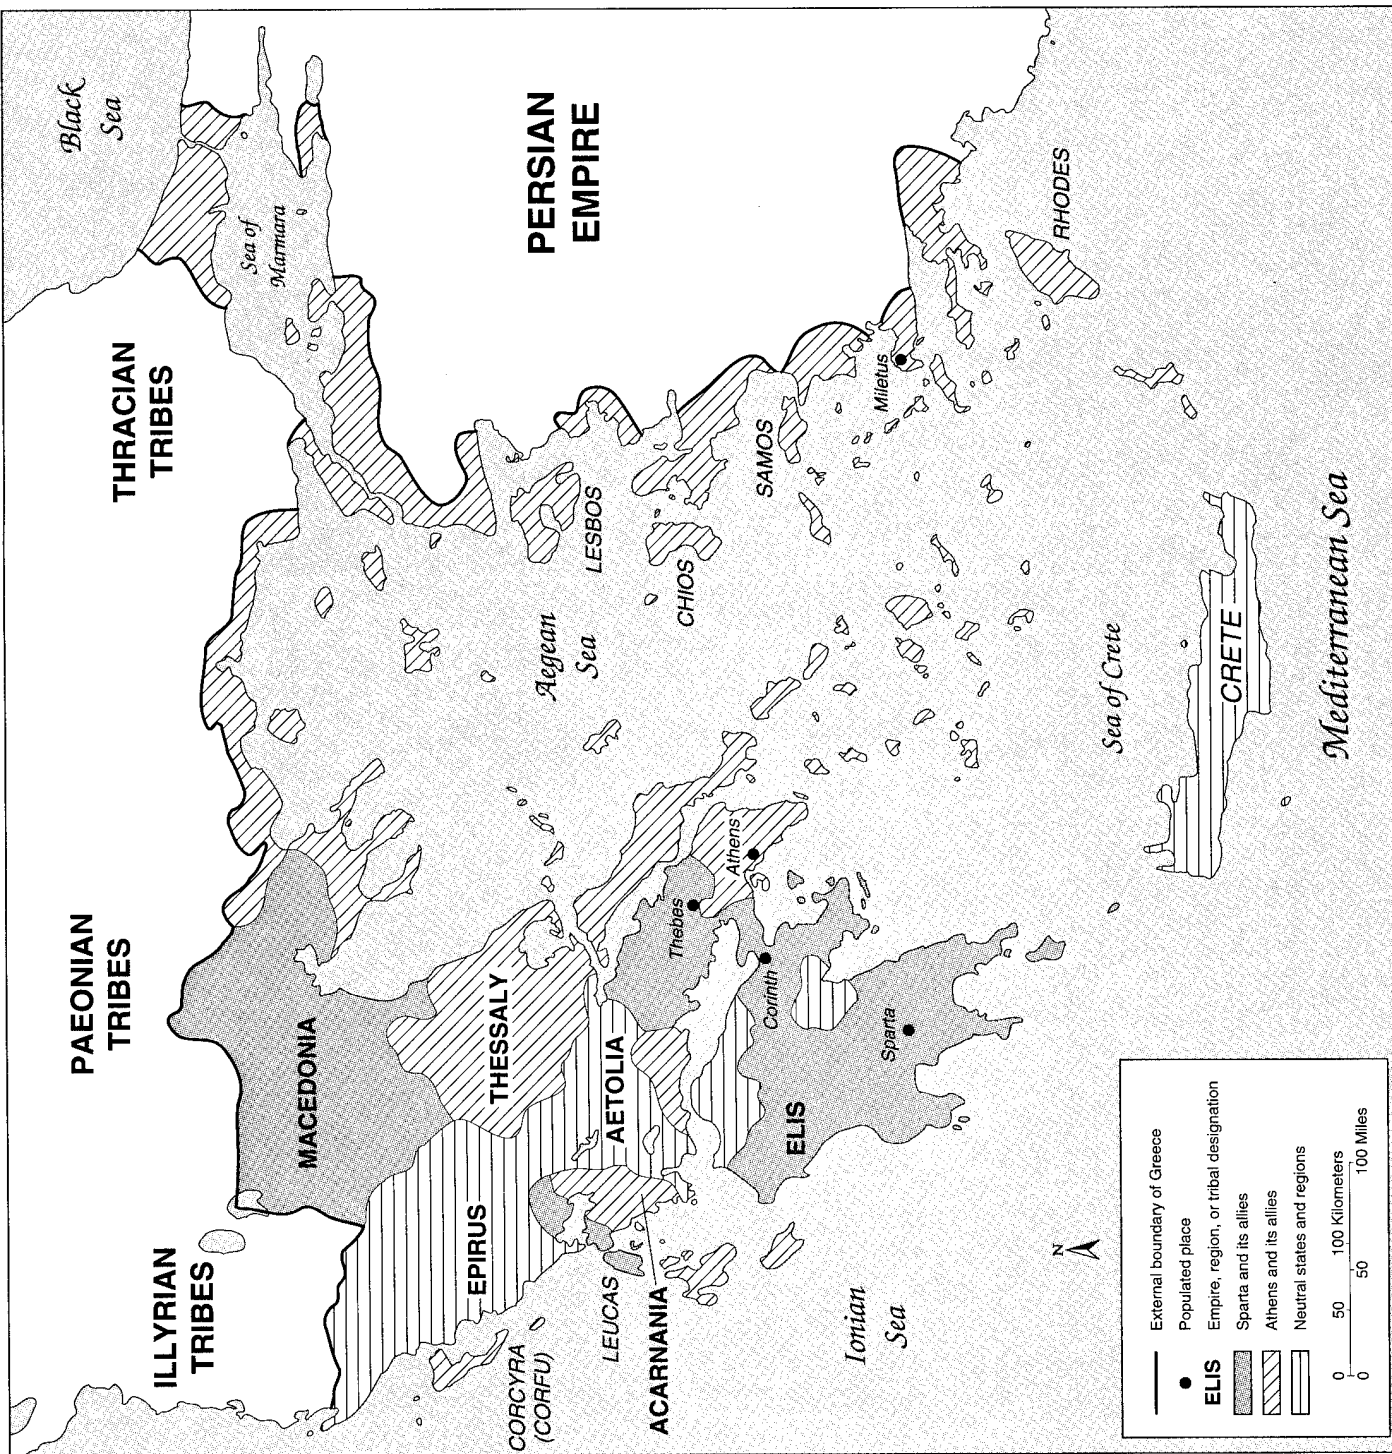 Black
Sea
Sea of
Marmara
THRACIAN
TRIBES
PAEONIAN
TRIBES
ILLYRIAN
TRIBES
PERSIAN
EMPIRE
MACEDONIA
THESSALY
EPIRUS
AETOLIA
CORCYRA
(CORFU)
LEUCAS
ACARNANIA
Aegean
Sea
LESBOS
CHIOS
SAMOS
Miletus
RHODES
Thebes
Athens
Corinth
ELIS
Sparta
Ionian
Sea
Sea of Crete
CRETE
Mediterranean Sea
N
External boundary of Greece
Populated place
ELIS Empire, region, or tribal designation
Sparta and its allies
Athens and its allies
Neutral states and regions
0 50 100 Kilometers
0 50 100 Miles